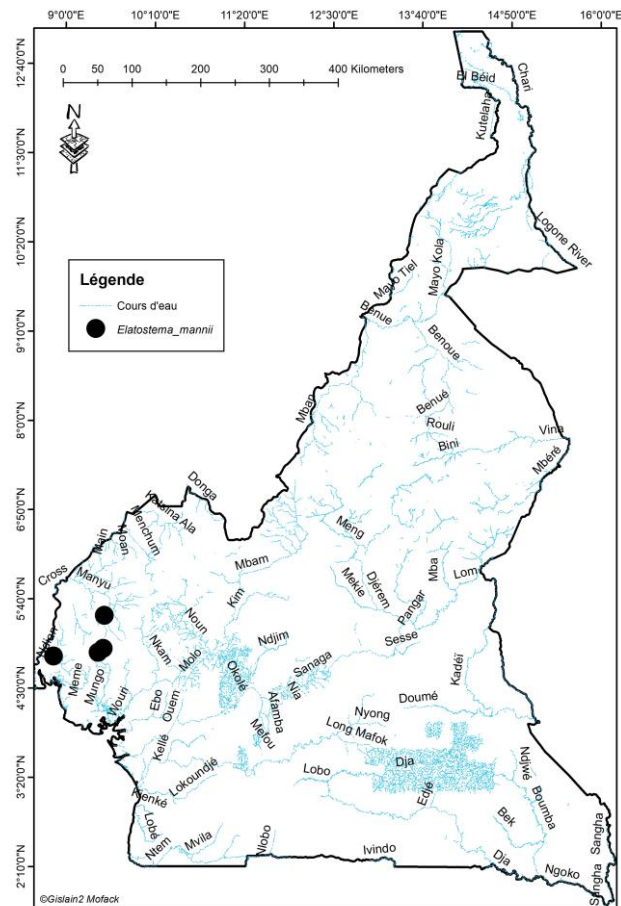 9°0'0"E 10°10'0"E 11°20'0"E 12°30'0"E 13°40'0"E 14°50'0"E 16°0'0"E
12°40'0"N
11°30'0"N
10°20'0"N
9°10'0"N
8°0'0"N
6°50'0"N
5°40'0"N
4°30'0"N
3°20'0"N
2°10'0"N
0 50 100 200 300 400 Kilometers
N
Légende
Cours d'eau
Elatostema_mannii
El Béid
Chari
Kutelaha
Logone River
Mayo Kola
Mayo Tiel
Benue
Benoue
Benué
Rouli
Bini
Vina
Mbéré
Mban
Donga
Katsina Ala
Menchum
Hoan
Main
Cross
Manyu
Meng
Mbam
Kim
Mekie
Djérem
Pangar
Mba
Lom
Noun
Nkam
Molo
Ndjim
Okolé
Sanaga
Sesse
Nia
Afamba
Mefou
Meme
Mungo
Wouri
Ebo
Ouem
Kellé
Kadéï
Doumé
Nyong
Long Mafok
Dja
Lobo
Edjé
Lokoundjé
Kienké
Lobé
Ntem
Mvila
Nlobo
Ivindo
Bek
Boumba
Dja
Ngoko
Sangha
Sangha
©Gislain2 Mofack